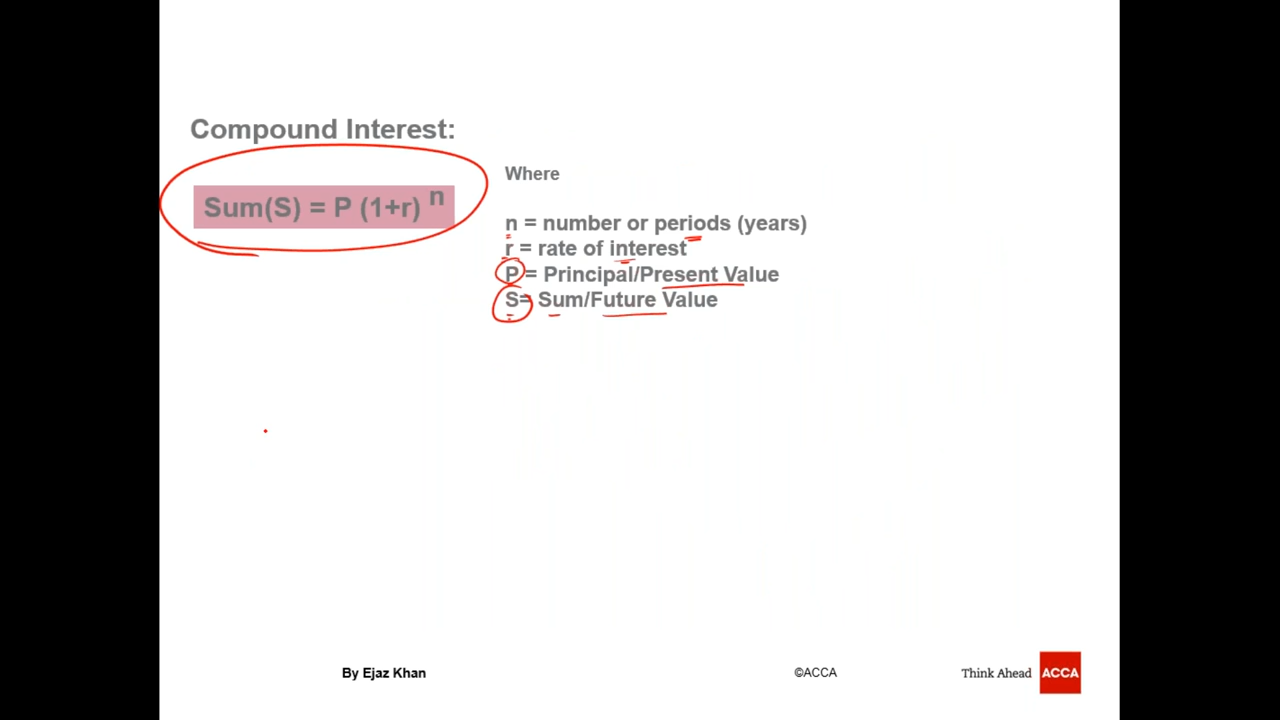 Compound Interest:
Sum(S) = P (1+r) n
Where
n = number or periods (years)
r = rate of interest
P = Principal/Present Value
S= Sum/Future Value
By Ejaz Khan
©ACCA
Think Ahead ACCA